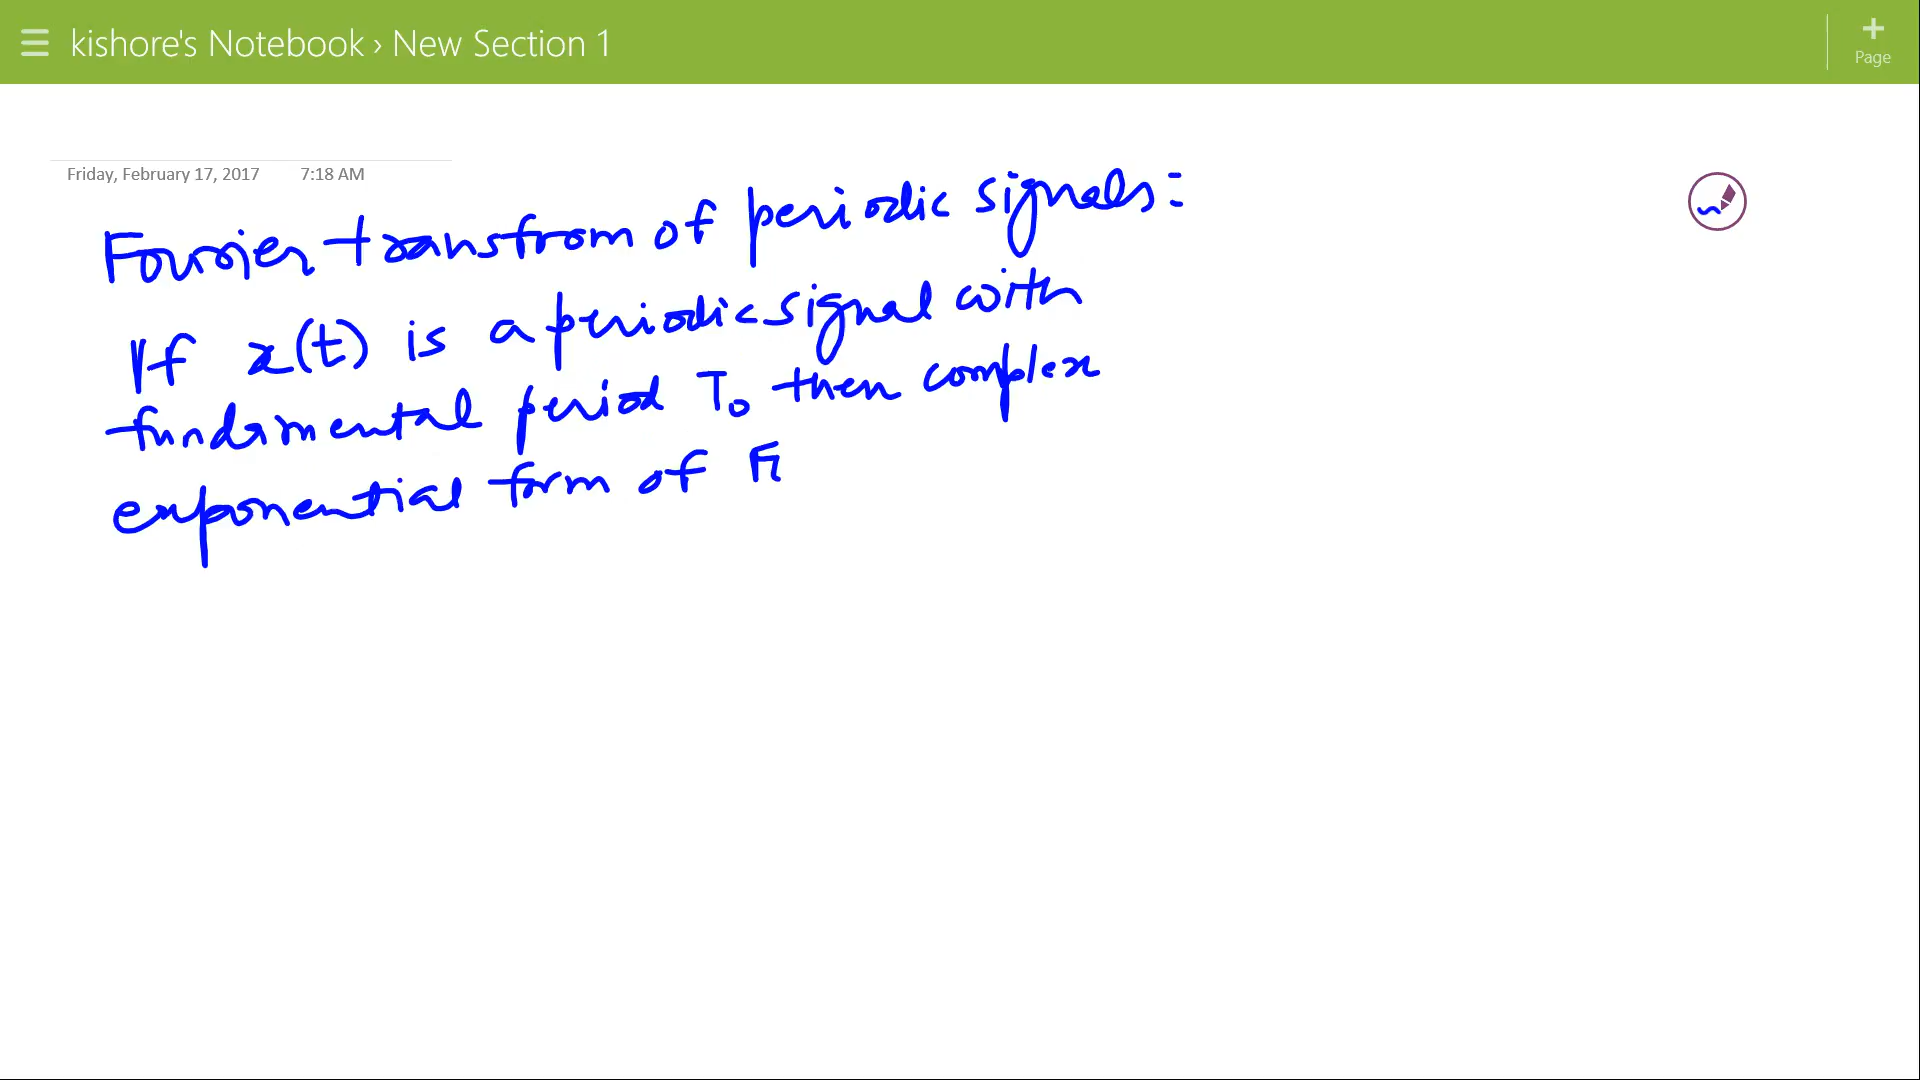 kishore's Notebook › New Section 1
Page
Friday, February 17, 2017 7:18 AM
Fourier transfrom of periodic signals:
If x(t) is a periodic signal with
fundamental period T₀ then complex
exponential form of F